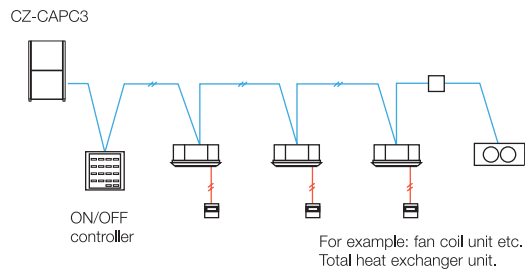 CZ-CAPC3
ON/OFF
controller
For example: fan coil unit etc.
Total heat exchanger unit.